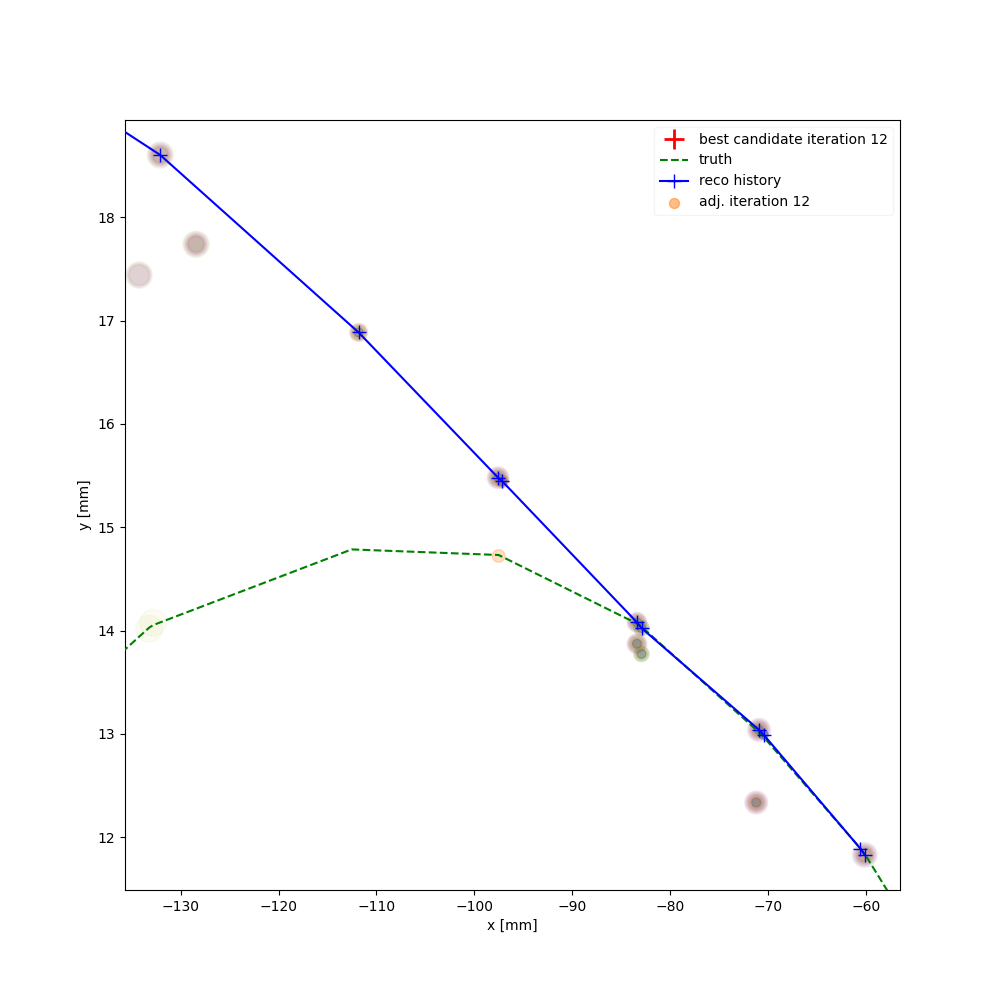 best candidate iteration 12
truth
reco history
adj. iteration 12
18
17
16
15
14
13
12
y [mm]
−130 −120 −110 −100 −90 −80 −70 −60
x [mm]